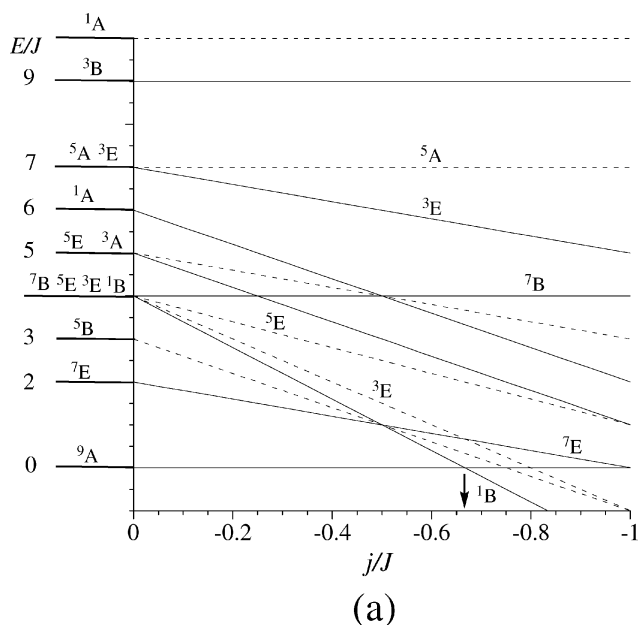 ¹A
E/J
9 ³B
⁵A ³E ⁵A
7
³E
¹A
6
⁵E ³A
5
⁷B ⁵E ³E ¹B ⁷B
⁵B ⁵E
3
⁷E ³E
2
⁷E
⁹A
0
¹B
0 -0.2 -0.4 -0.6 -0.8 -1
j/J
(a)